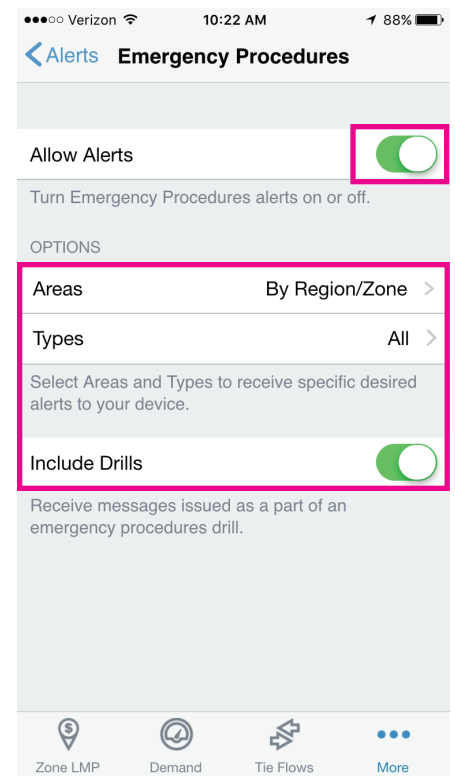 Verizon 10:22 AM 88%
Alerts Emergency Procedures
Allow Alerts
Turn Emergency Procedures alerts on or off.
OPTIONS
Areas By Region/Zone
Types All
Select Areas and Types to receive specific desired
alerts to your device.
Include Drills
Receive messages issued as a part of an
emergency procedures drill.
$
Zone LMP Demand Tie Flows More